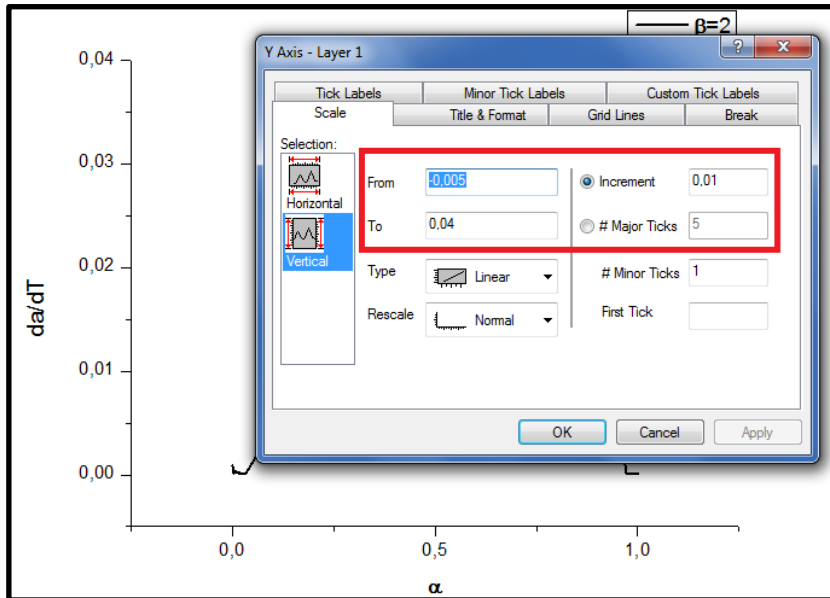 β=2
0,04
0,03
0,02
0,01
0,00
da/dT
0,0 0,5 1,0
α
Y Axis - Layer 1
Tick Labels Minor Tick Labels Custom Tick Labels
Scale Title & Format Grid Lines Break
Selection:
Horizontal
Vertical
From -0,005 Increment 0,01
To 0,04 # Major Ticks 5
Type Linear # Minor Ticks 1
Rescale Normal First Tick
OK Cancel Apply